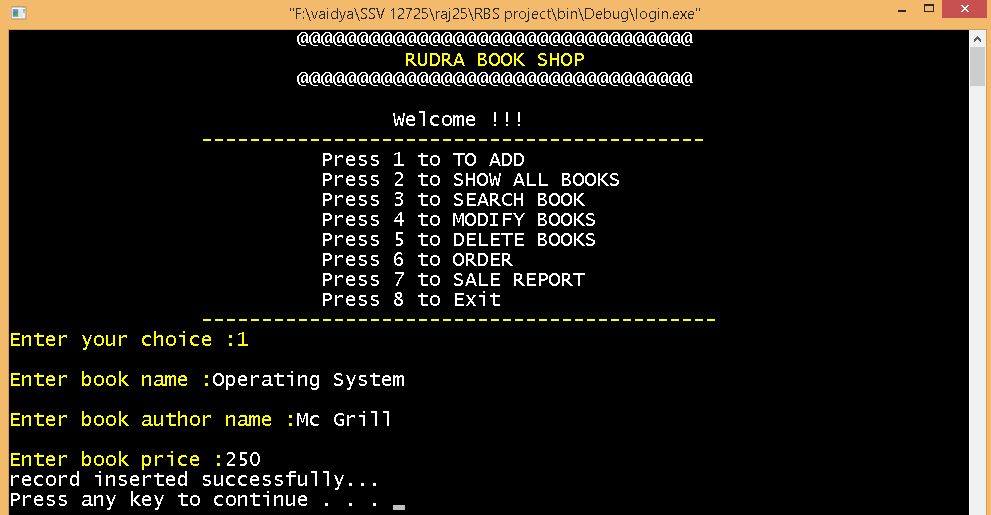 "F:\vaidya\SSV 12725\raj25\RBS project\bin\Debug\login.exe"
@@@@@@@@@@@@@@@@@@@@@@@@@@@@@@@@@
RUDRA BOOK SHOP
@@@@@@@@@@@@@@@@@@@@@@@@@@@@@@@@@
Welcome !!!
------------------------------------------
Press 1 to TO ADD
Press 2 to SHOW ALL BOOKS
Press 3 to SEARCH BOOK
Press 4 to MODIFY BOOKS
Press 5 to DELETE BOOKS
Press 6 to ORDER
Press 7 to SALE REPORT
Press 8 to Exit
-------------------------------------------
Enter your choice :1
Enter book name :Operating System
Enter book author name :Mc Grill
Enter book price :250
record inserted successfully...
Press any key to continue . . . _